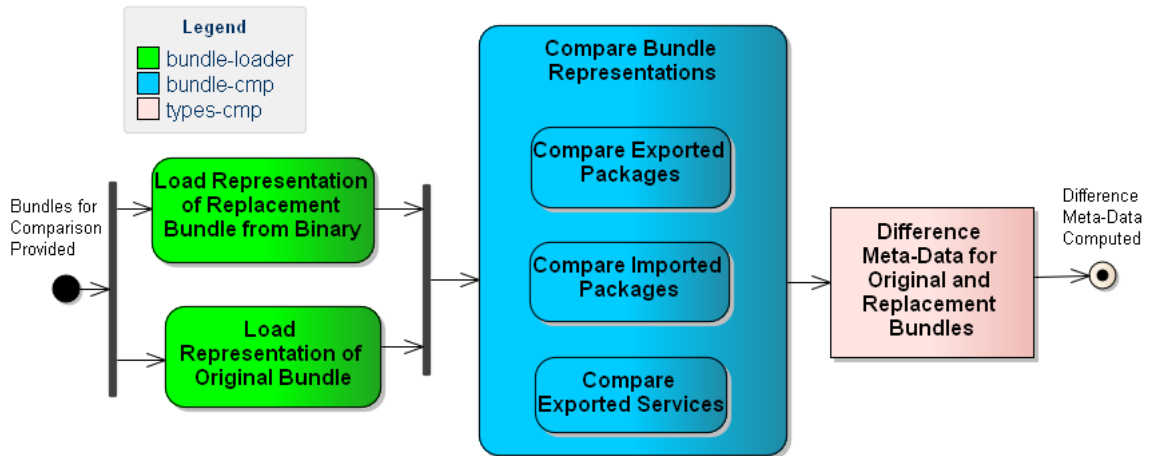 Legend
bundle-loader
bundle-cmp
types-cmp
Bundles for
Comparison
Provided
Load Representation
of Replacement
Bundle from Binary
Load
Representation of
Original Bundle
Compare Bundle
Representations
Compare Exported
Packages
Compare Imported
Packages
Compare
Exported Services
Difference
Meta-Data for
Original and
Replacement
Bundles
Difference
Meta-Data
Computed